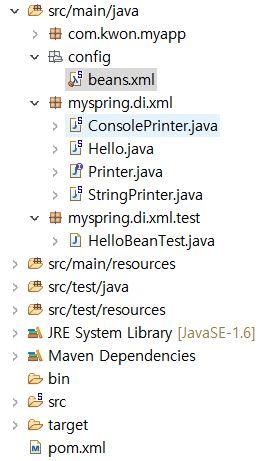 src/main/java
com.kwon.myapp
config
beans.xml
myspring.di.xml
ConsolePrinter.java
Hello.java
Printer.java
StringPrinter.java
myspring.di.xml.test
HelloBeanTest.java
src/main/resources
src/test/java
src/test/resources
JRE System Library [JavaSE-1.6]
Maven Dependencies
bin
src
target
pom.xml